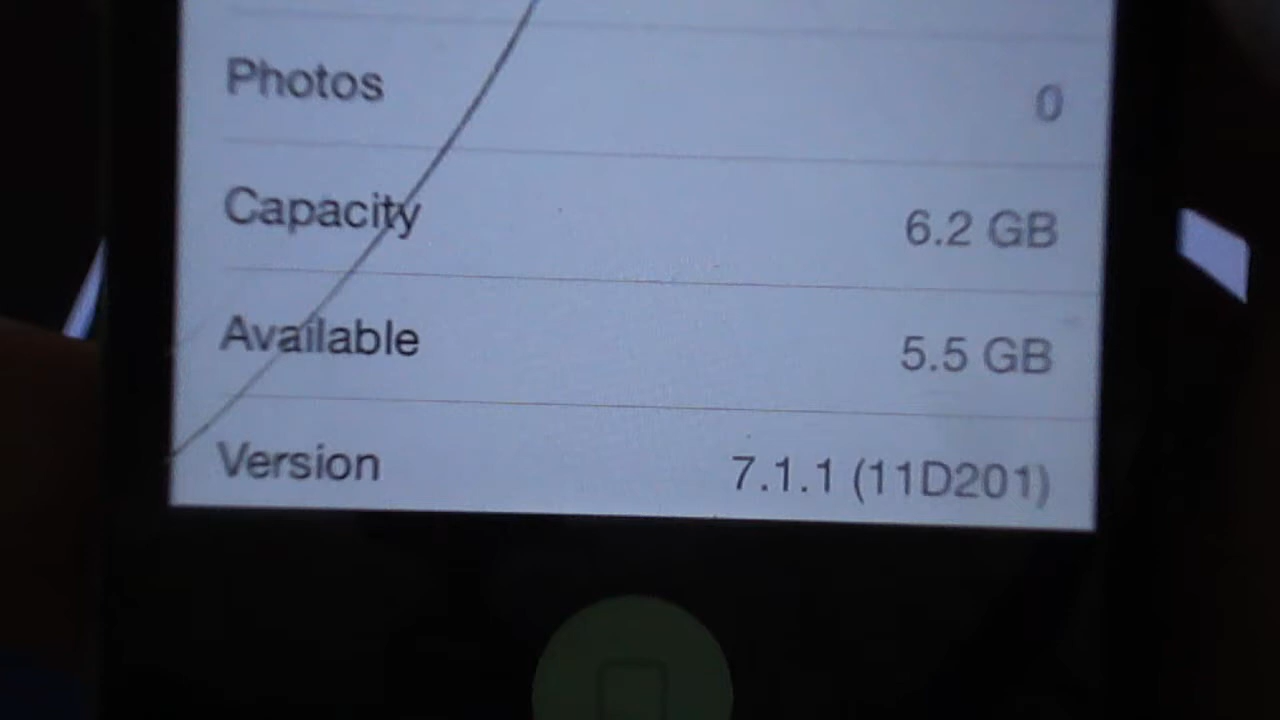 Photos 0
Capacity 6.2 GB
Available 5.5 GB
Version 7.1.1 (11D201)